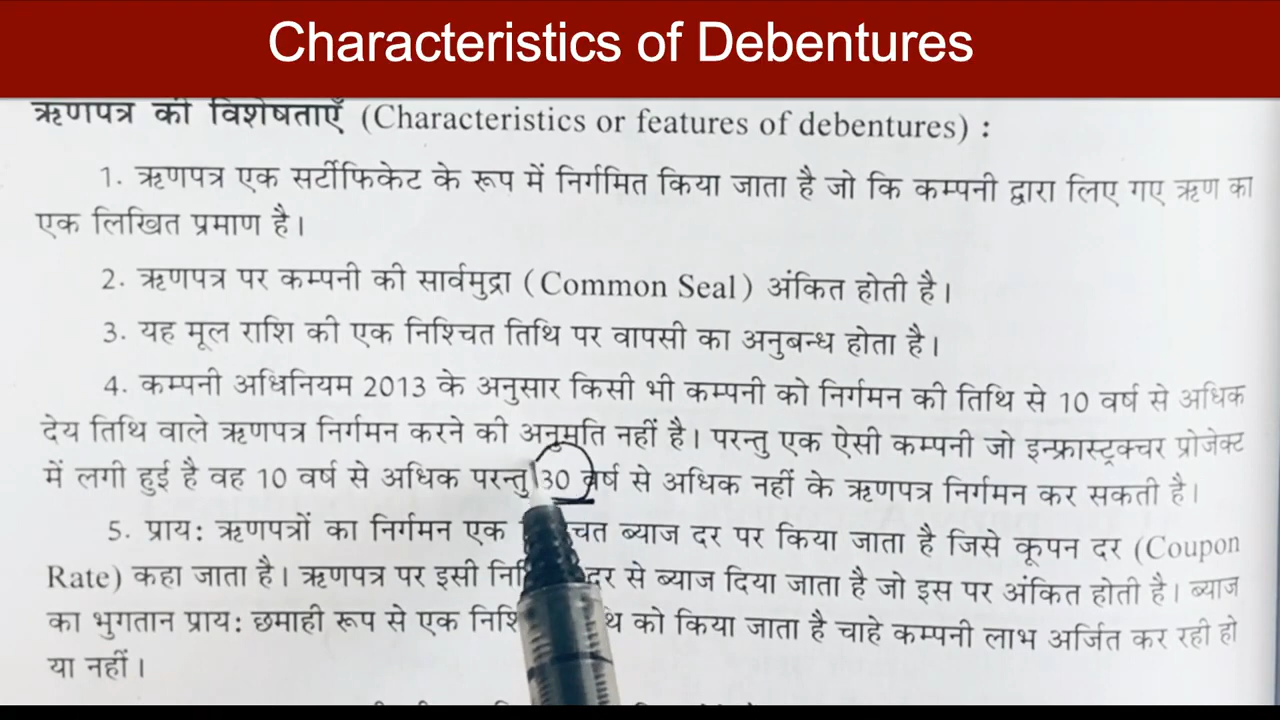 Characteristics of Debentures
ऋणपत्र की विशेषताएँ (Characteristics or features of debentures) :
1. ऋणपत्र एक सर्टीफिकेट के रूप में निर्गमित किया जाता है जो कि कम्पनी द्वारा लिए गए ऋण का
एक लिखित प्रमाण है।
2. ऋणपत्र पर कम्पनी की सार्वमुद्रा (Common Seal) अंकित होती है।
3. यह मूल राशि की एक निश्चित तिथि पर वापसी का अनुबन्ध होता है।
4. कम्पनी अधिनियम 2013 के अनुसार किसी भी कम्पनी को निर्गमन की तिथि से 10 वर्ष से अधिक
देय तिथि वाले ऋणपत्र निर्गमन करने की अनुमति नहीं है। परन्तु एक ऐसी कम्पनी जो इन्फ्रास्ट्रक्चर प्रोजेक्ट
में लगी हुई है वह 10 वर्ष से अधिक परन्तु 30 वर्ष से अधिक नहीं के ऋणपत्र निर्गमन कर सकती है।
5. प्राय: ऋणपत्रों का निर्गमन एक ब्याज दर पर किया जाता है जिसे कूपन दर (Coupon
Rate) कहा जाता है। ऋणपत्र पर इसी दर से ब्याज दिया जाता है जो इस पर अंकित होती है। ब्याज
का भुगतान प्राय: छमाही रूप से एक को किया जाता है चाहे कम्पनी लाभ अर्जित कर रही हो
या नहीं।